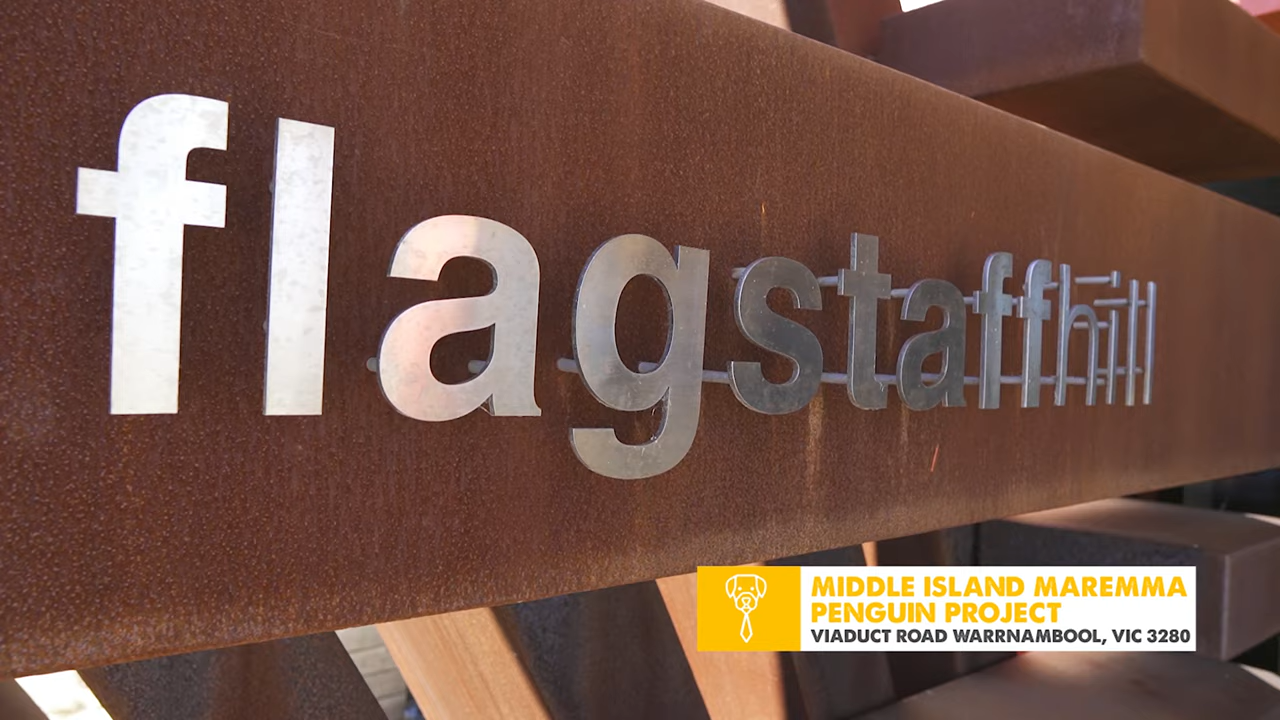 flagstaffhill
MIDDLE ISLAND MAREMMA
PENGUIN PROJECT
VIADUCT ROAD WARRNAMBOOL, VIC 3280